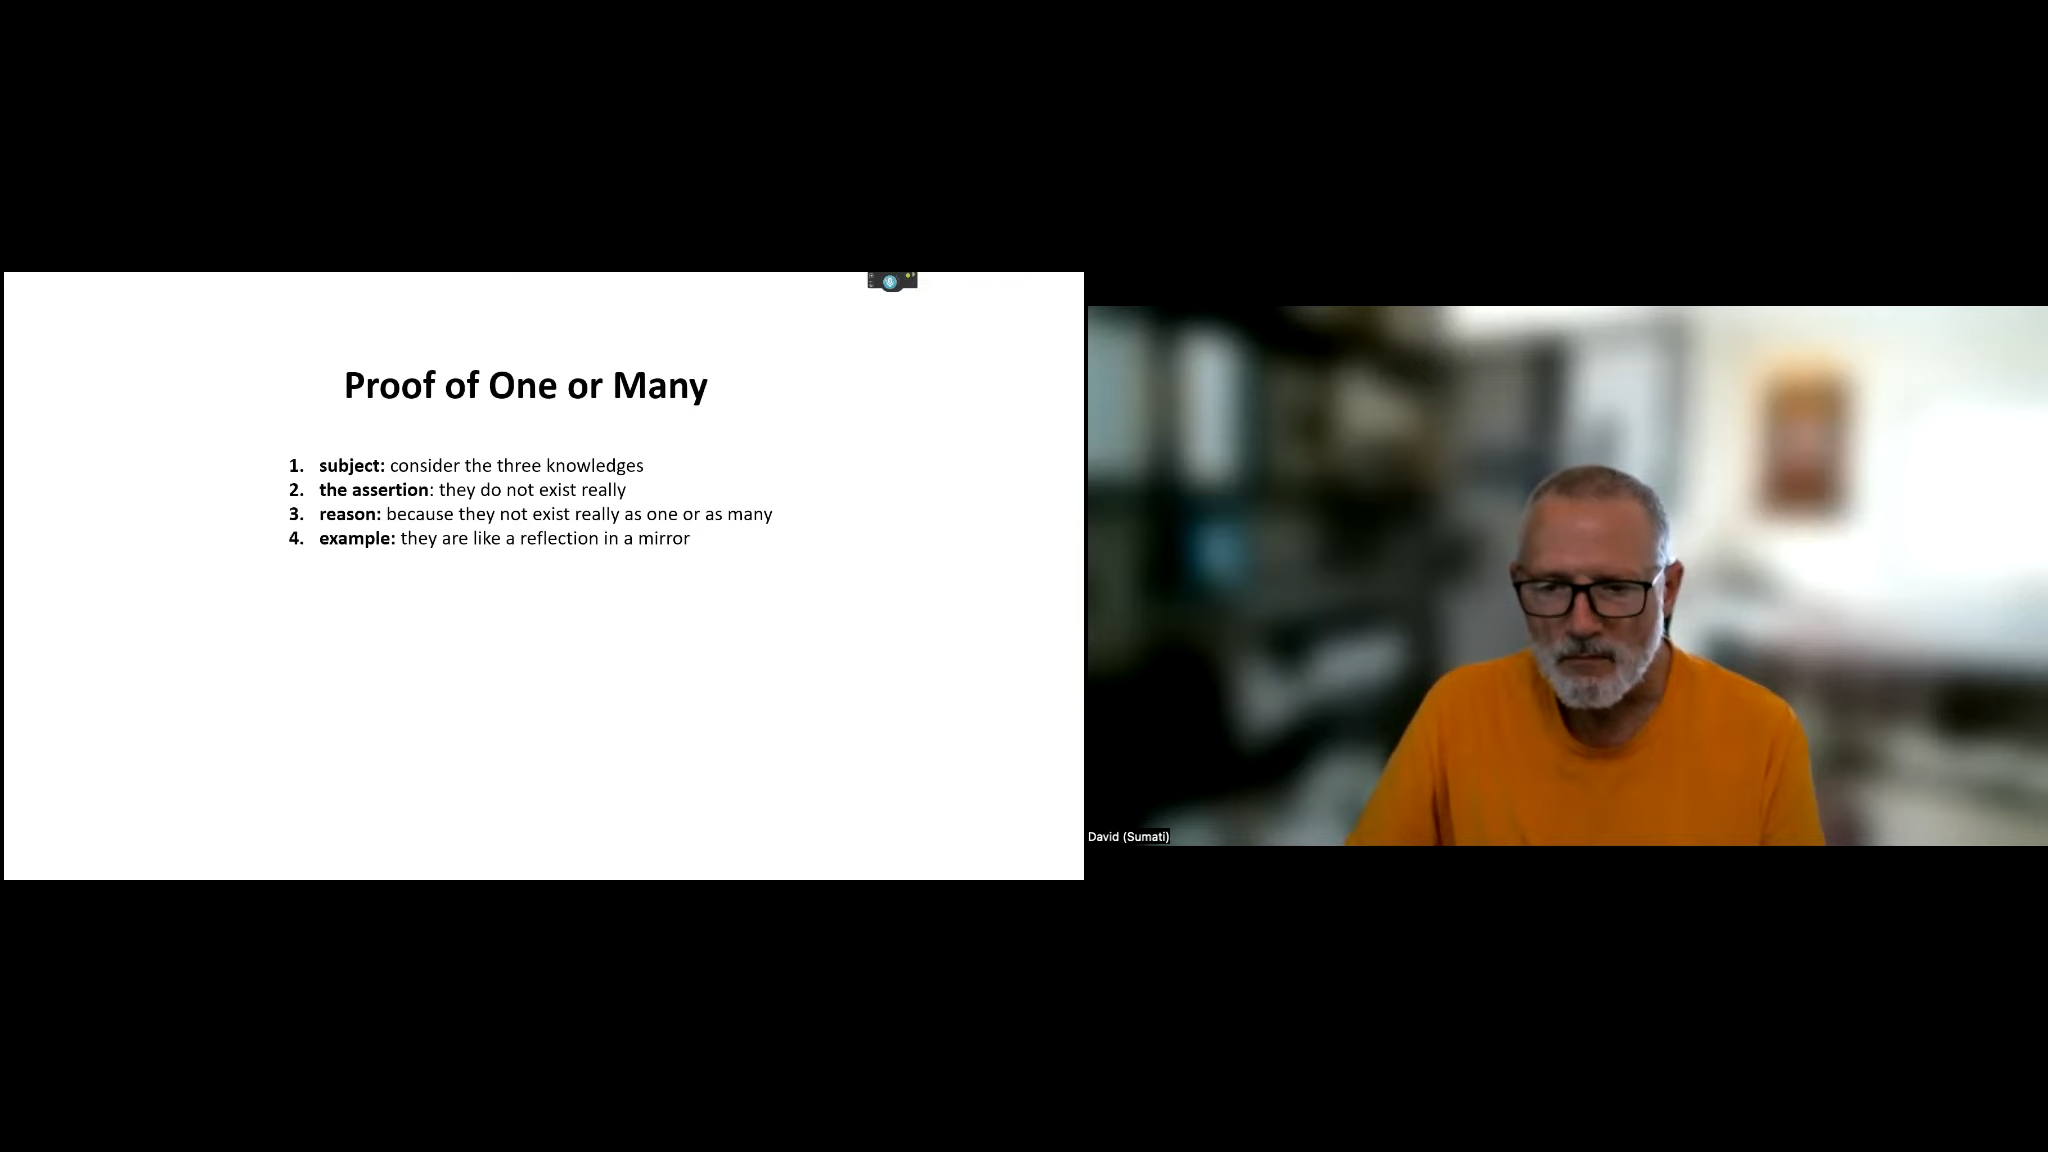 Proof of One or Many
1. subject: consider the three knowledges
2. the assertion: they do not exist really
3. reason: because they not exist really as one or as many
4. example: they are like a reflection in a mirror
David (Sumati)